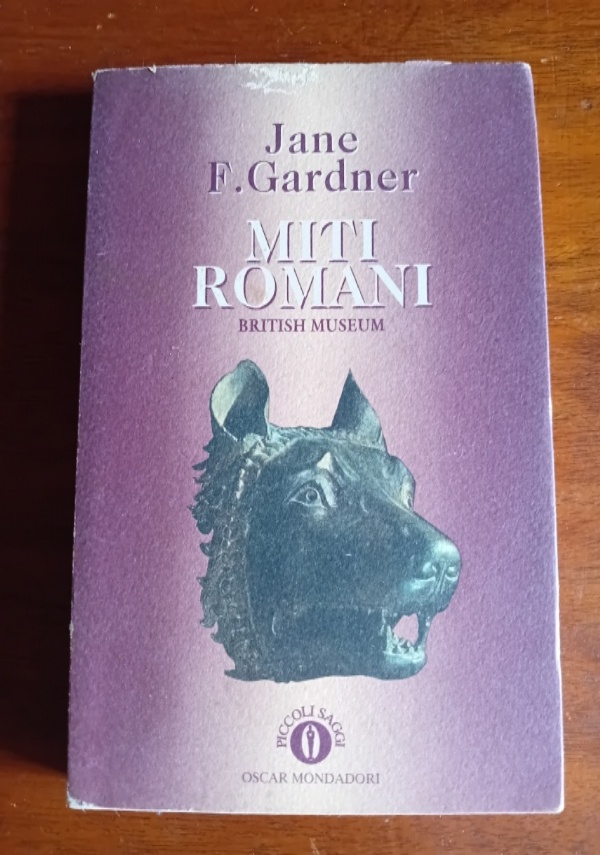 Jane
F.Gardner
MITI
ROMANI
BRITISH MUSEUM
PICCOLI SAGGI
OSCAR MONDADORI